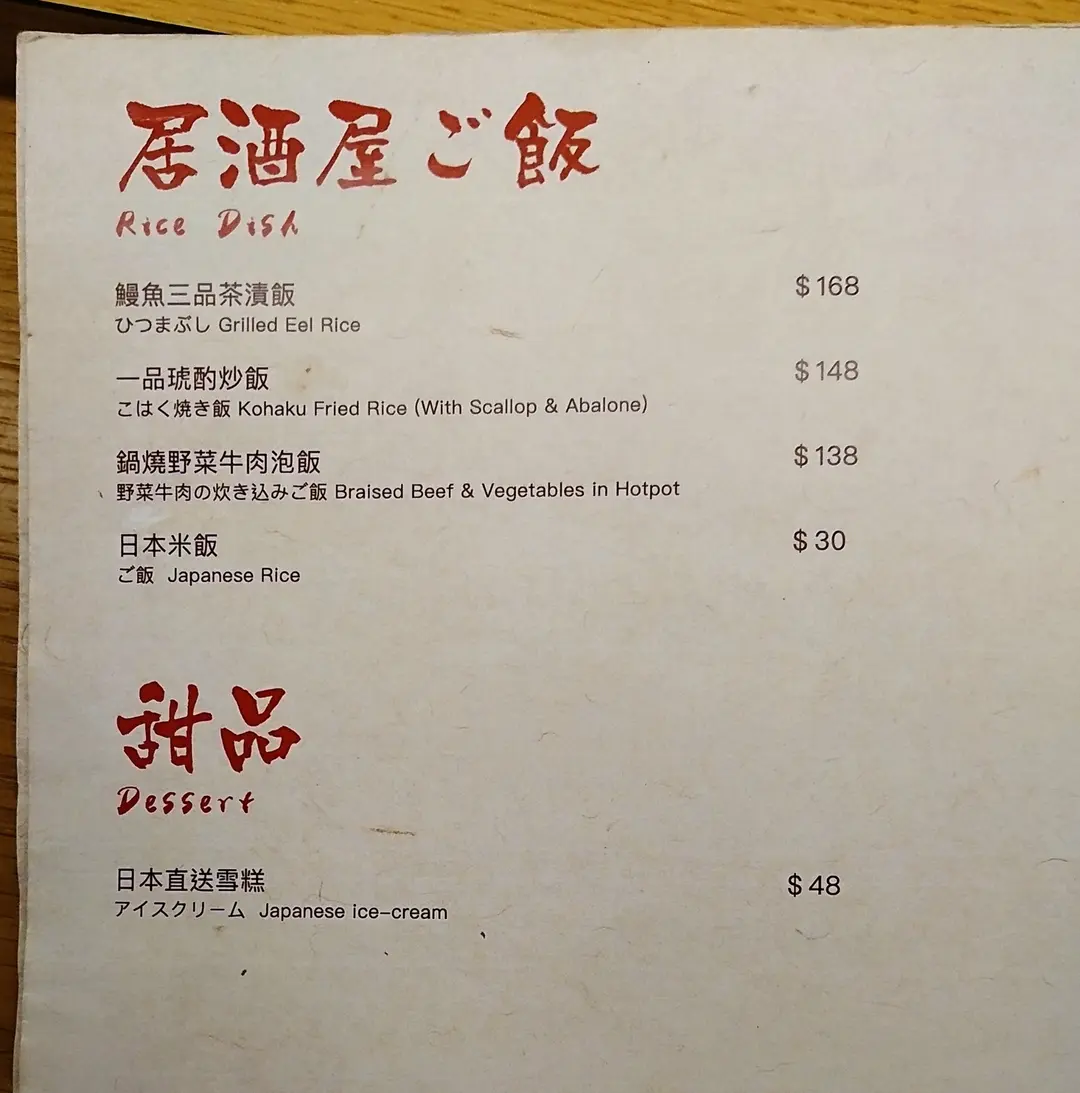 居酒屋ご飯
Rice Dish
鰻魚三品茶漬飯 $168
ひつまぶし Grilled Eel Rice
一品琥酌炒飯 $148
こはく焼き飯 Kohaku Fried Rice (With Scallop & Abalone)
鍋燒野菜牛肉泡飯 $138
野菜牛肉の炊き込みご飯 Braised Beef & Vegetables in Hotpot
日本米飯 $30
ご飯 Japanese Rice
甜品
Dessert
日本直送雪糕 $48
アイスクリーム Japanese ice-cream